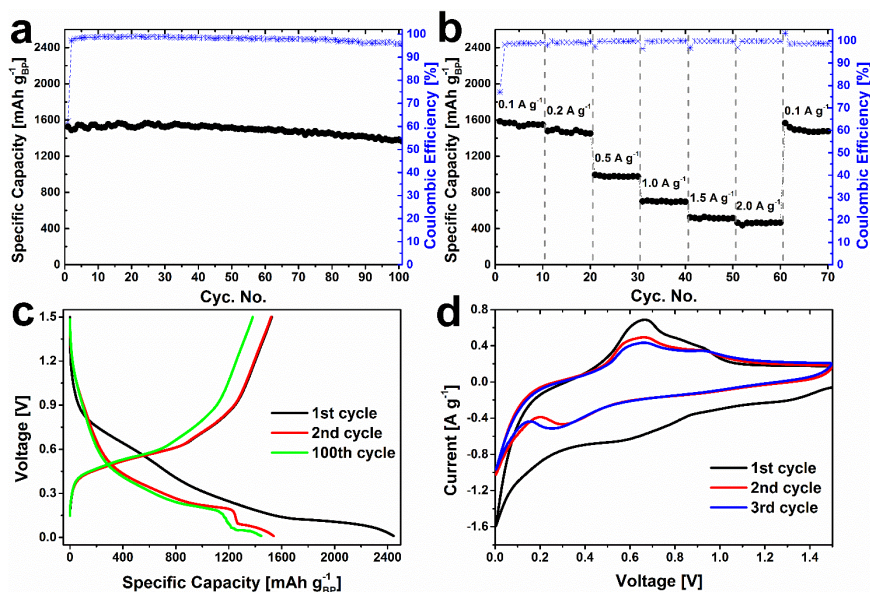 a
Specific Capacity [mAh g⁻¹BP]
2400
2000
1600
1200
800
400
0
0 10 20 30 40 50 60 70 80 90 100
Cyc. No.
100
90
80
70
60
50
40
30
20
10
0
Coulombic Efficiency [%]
b
Specific Capacity [mAh g⁻¹BP]
2400
2000
1600
1200
800
400
0
0.1 A g⁻¹
0.2 A g⁻¹
0.5 A g⁻¹
1.0 A g⁻¹
1.5 A g⁻¹
2.0 A g⁻¹
0.1 A g⁻¹
0 10 20 30 40 50 60 70
Cyc. No.
100
90
80
70
60
50
40
30
20
10
0
Coulombic Efficiency [%]
c
Voltage [V]
1.5
1.2
0.9
0.6
0.3
0.0
1st cycle
2nd cycle
100th cycle
0 400 800 1200 1600 2000 2400
Specific Capacity [mAh g⁻¹BP]
d
Current [A g⁻¹]
0.8
0.4
0.0
-0.4
-0.8
-1.2
-1.6
1st cycle
2nd cycle
3rd cycle
0.0 0.2 0.4 0.6 0.8 1.0 1.2 1.4
Voltage [V]